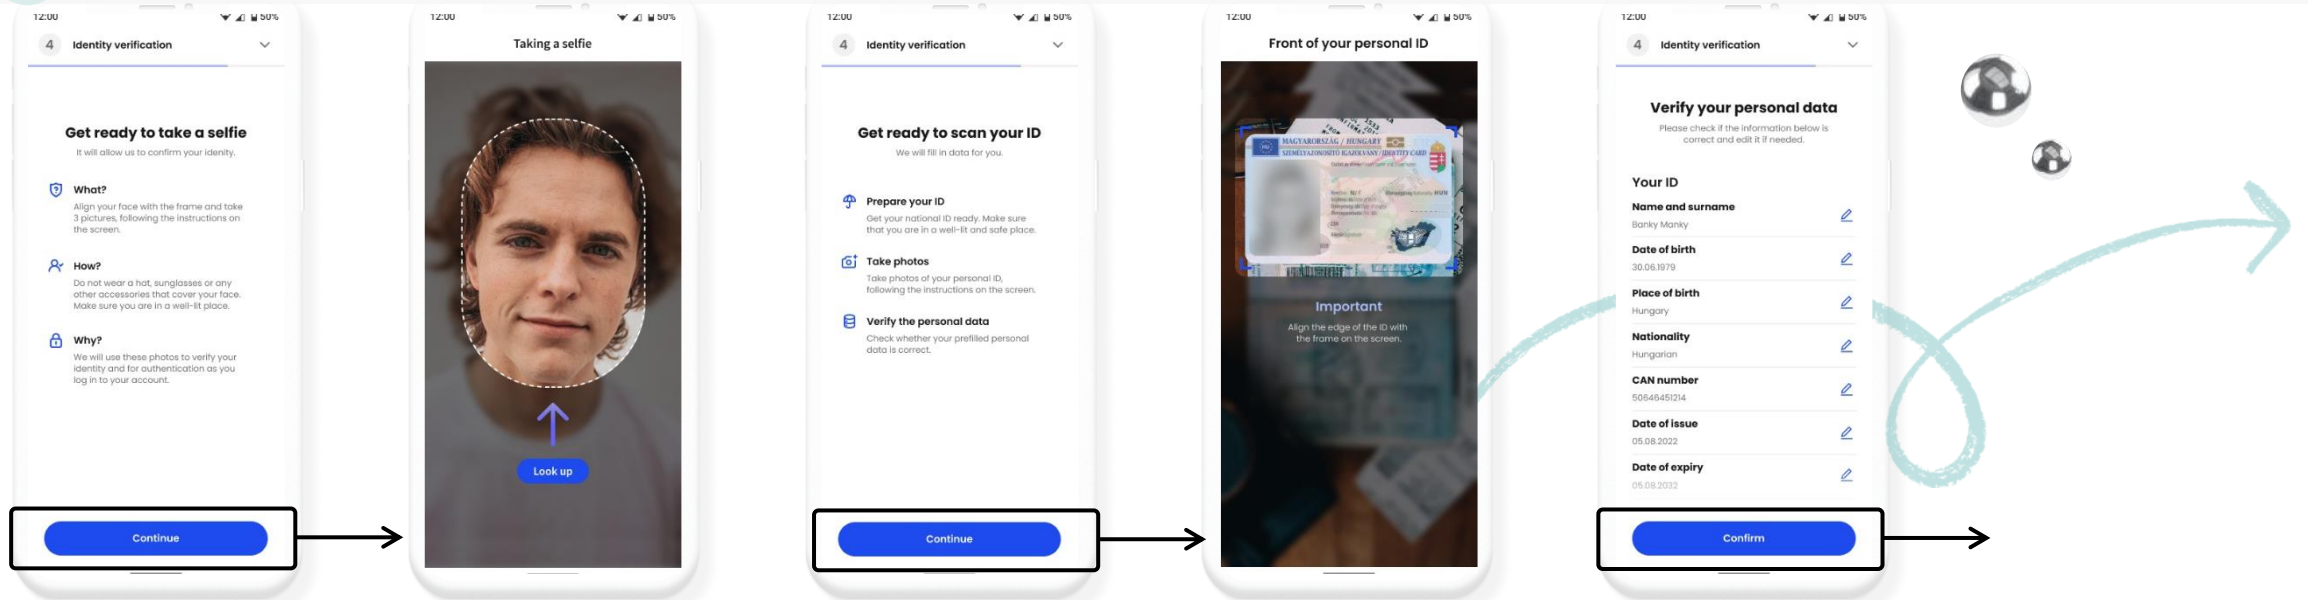 12:00
50%
4 Identity verification
Get ready to take a selfie
It will allow us to confirm your idenity.
What?
Align your face with the frame and take
3 pictures, following the instructions on
the screen.
How?
Do not wear a hat, sunglasses or any
other accessories that cover your face.
Make sure you are in a well-lit place.
Why?
We will use these photos to verify your
identity and for authentication as you
log in to your account.
Continue
12:00
50%
Taking a selfie
Look up
12:00
50%
4 Identity verification
Get ready to scan your ID
We will fill in data for you.
Prepare your ID
Get your national ID ready. Make sure
that you are in a well-lit and safe place.
Take photos
Take photos of your personal ID,
following the instructions on the screen.
Verify the personal data
Check whether your prefilled personal
data is correct.
Continue
12:00
50%
Front of your personal ID
MAGYARORSZÁG / HUNGARY
SZEMÉLYAZONOSÍTÓ IGAZOLVÁNY / IDENTITY CARD
Important
Align the edge of the ID with
the frame on the screen.
12:00
50%
4 Identity verification
Verify your personal data
Please check if the information below is
correct and edit it if needed.
Your ID
Name and surname
Banky Manky
Date of birth
30.06.1979
Place of birth
Hungary
Nationality
Hungarian
CAN number
50646451214
Date of issue
05.08.2022
Date of expiry
05.08.2032
Confirm